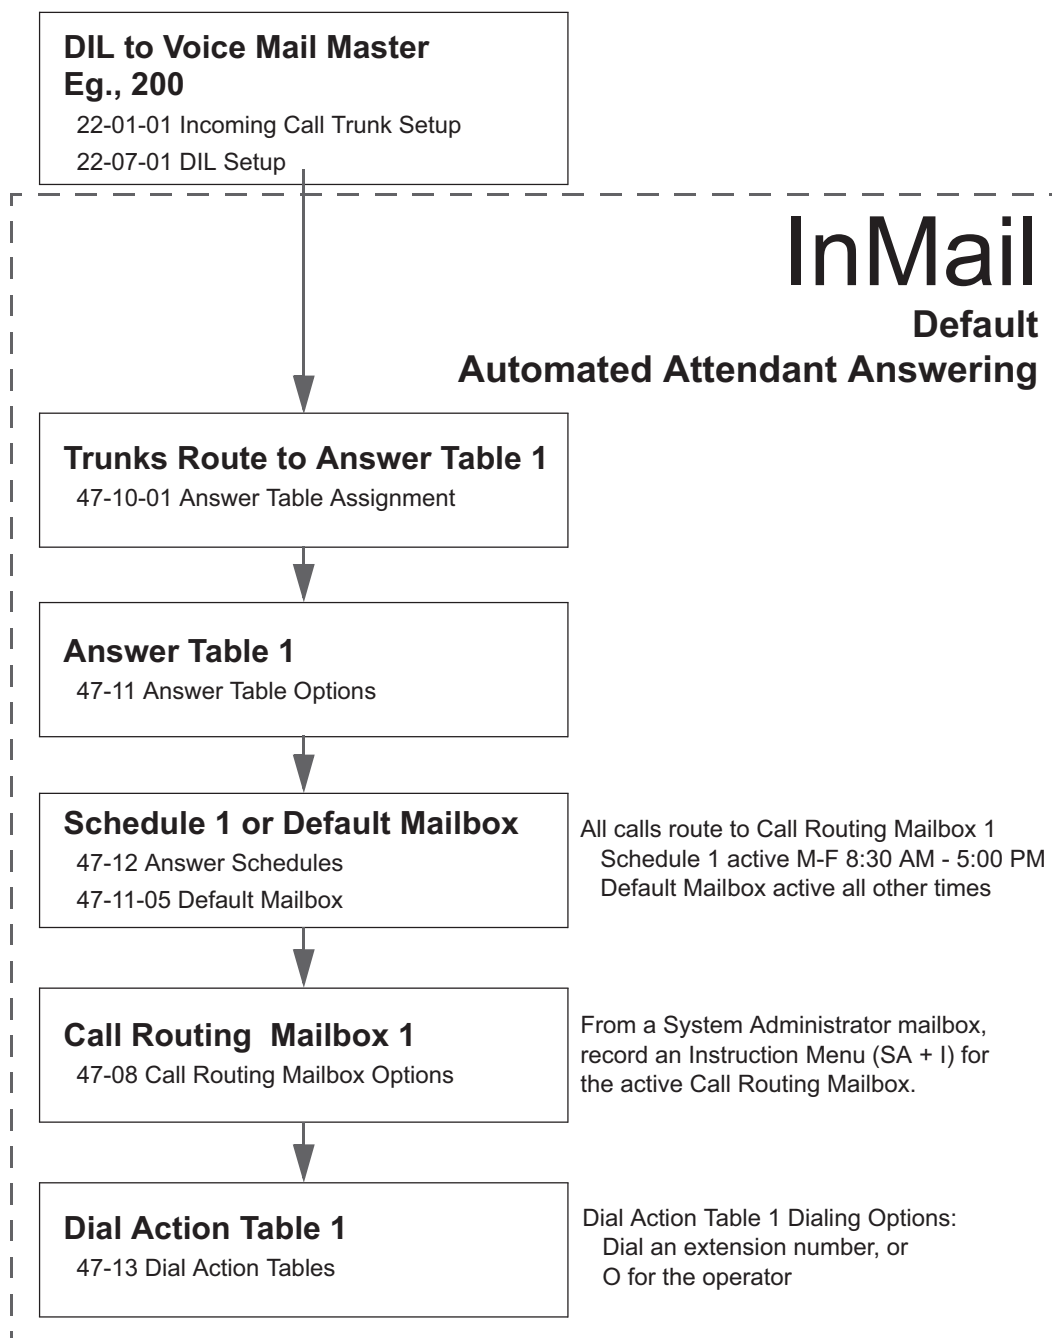 DIL to Voice Mail Master
Eg., 200
22-01-01 Incoming Call Trunk Setup
22-07-01 DIL Setup
InMail
Default
Automated Attendant Answering
Trunks Route to Answer Table 1
47-10-01 Answer Table Assignment
Answer Table 1
47-11 Answer Table Options
Schedule 1 or Default Mailbox
47-12 Answer Schedules
47-11-05 Default Mailbox
All calls route to Call Routing Mailbox 1
Schedule 1 active M-F 8:30 AM - 5:00 PM
Default Mailbox active all other times
Call Routing Mailbox 1
47-08 Call Routing Mailbox Options
From a System Administrator mailbox,
record an Instruction Menu (SA + I) for
the active Call Routing Mailbox.
Dial Action Table 1
47-13 Dial Action Tables
Dial Action Table 1 Dialing Options:
Dial an extension number, or
O for the operator